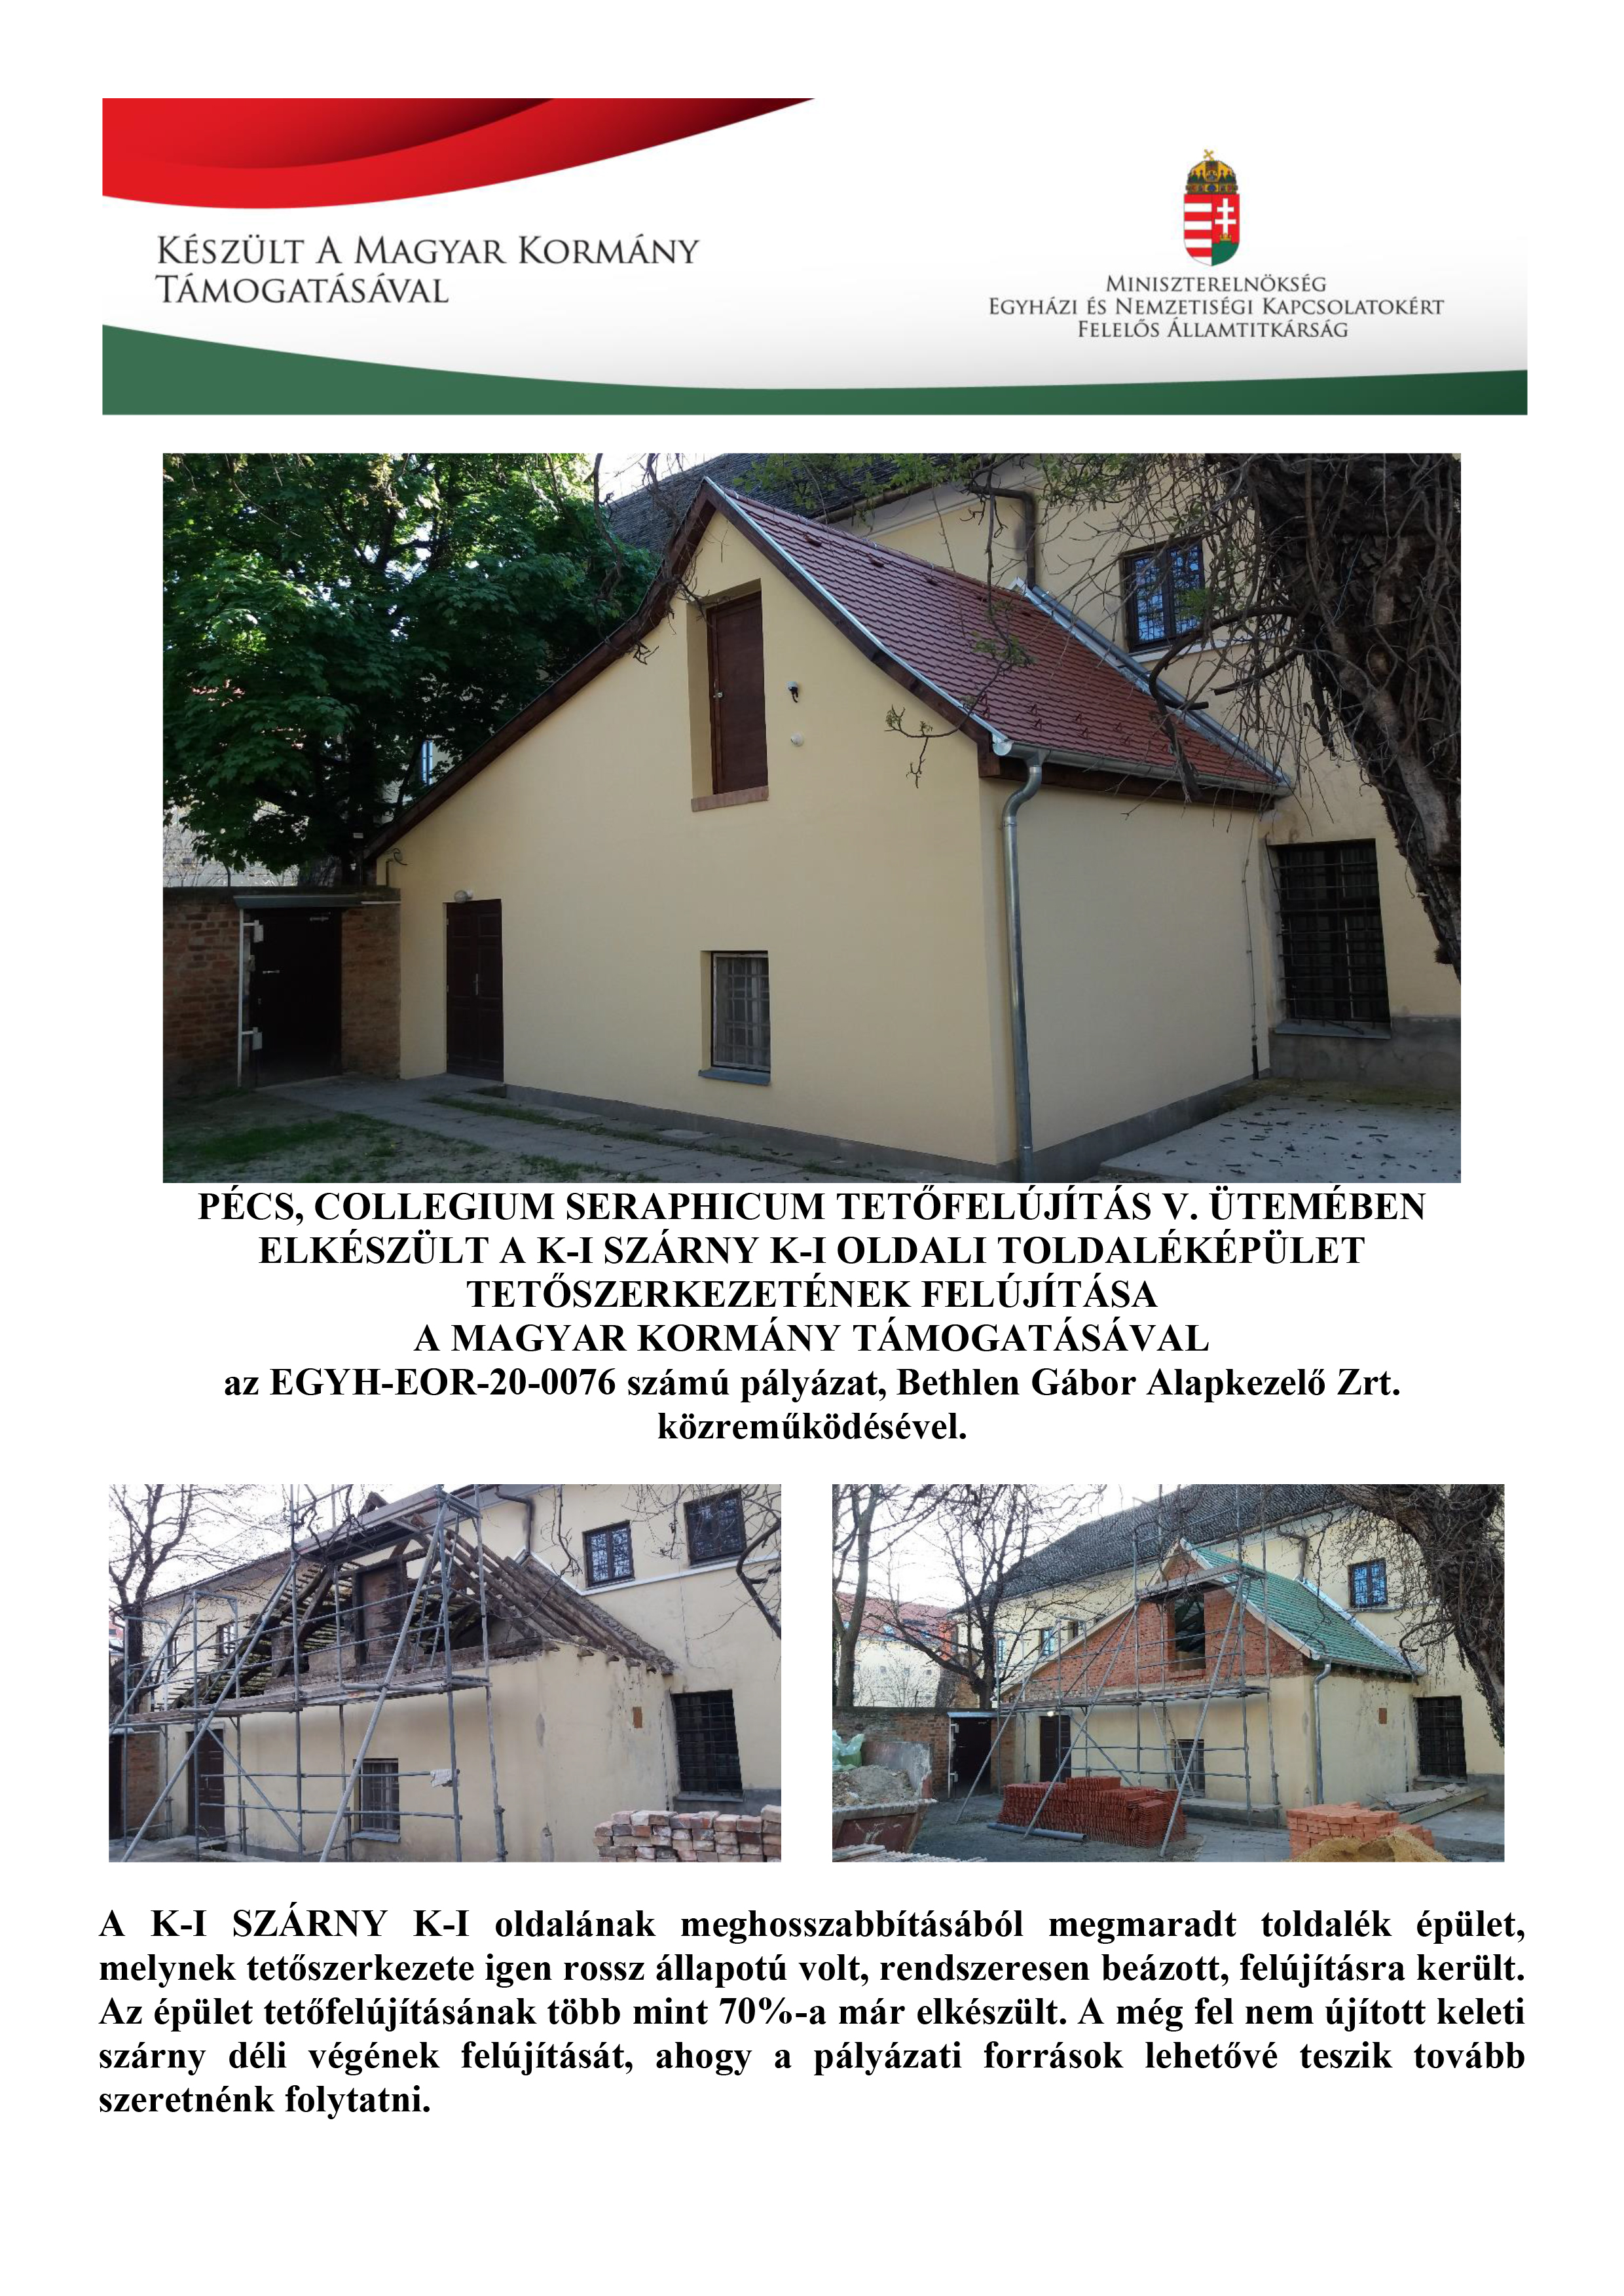 KÉSZÜLT A MAGYAR KORMÁNY
TÁMOGATÁSÁVAL
MINISZTERELNÖKSÉG
EGYHÁZI ÉS NEMZETISÉGI KAPCSOLATOKÉRT
FELELŐS ÁLLAMTITKÁRSÁG
PÉCS, COLLEGIUM SERAPHICUM TETŐFELÚJÍTÁS V. ÜTEMÉBEN
ELKÉSZÜLT A K-I SZÁRNY K-I OLDALI TOLDALÉKÉPÜLET
TETŐSZERKEZETÉNEK FELÚJÍTÁSA
A MAGYAR KORMÁNY TÁMOGATÁSÁVAL
az EGYH-EOR-20-0076 számú pályázat, Bethlen Gábor Alapkezelő Zrt.
közreműködésével.
A K-I SZÁRNY K-I oldalának meghosszabbításából megmaradt toldalék épület,
melynek tetőszerkezete igen rossz állapotú volt, rendszeresen beázott, felújításra került.
Az épület tetőfelújításának több mint 70%-a már elkészült. A még fel nem újított keleti
szárny déli végének felújítását, ahogy a pályázati források lehetővé teszik tovább
szeretnénk folytatni.